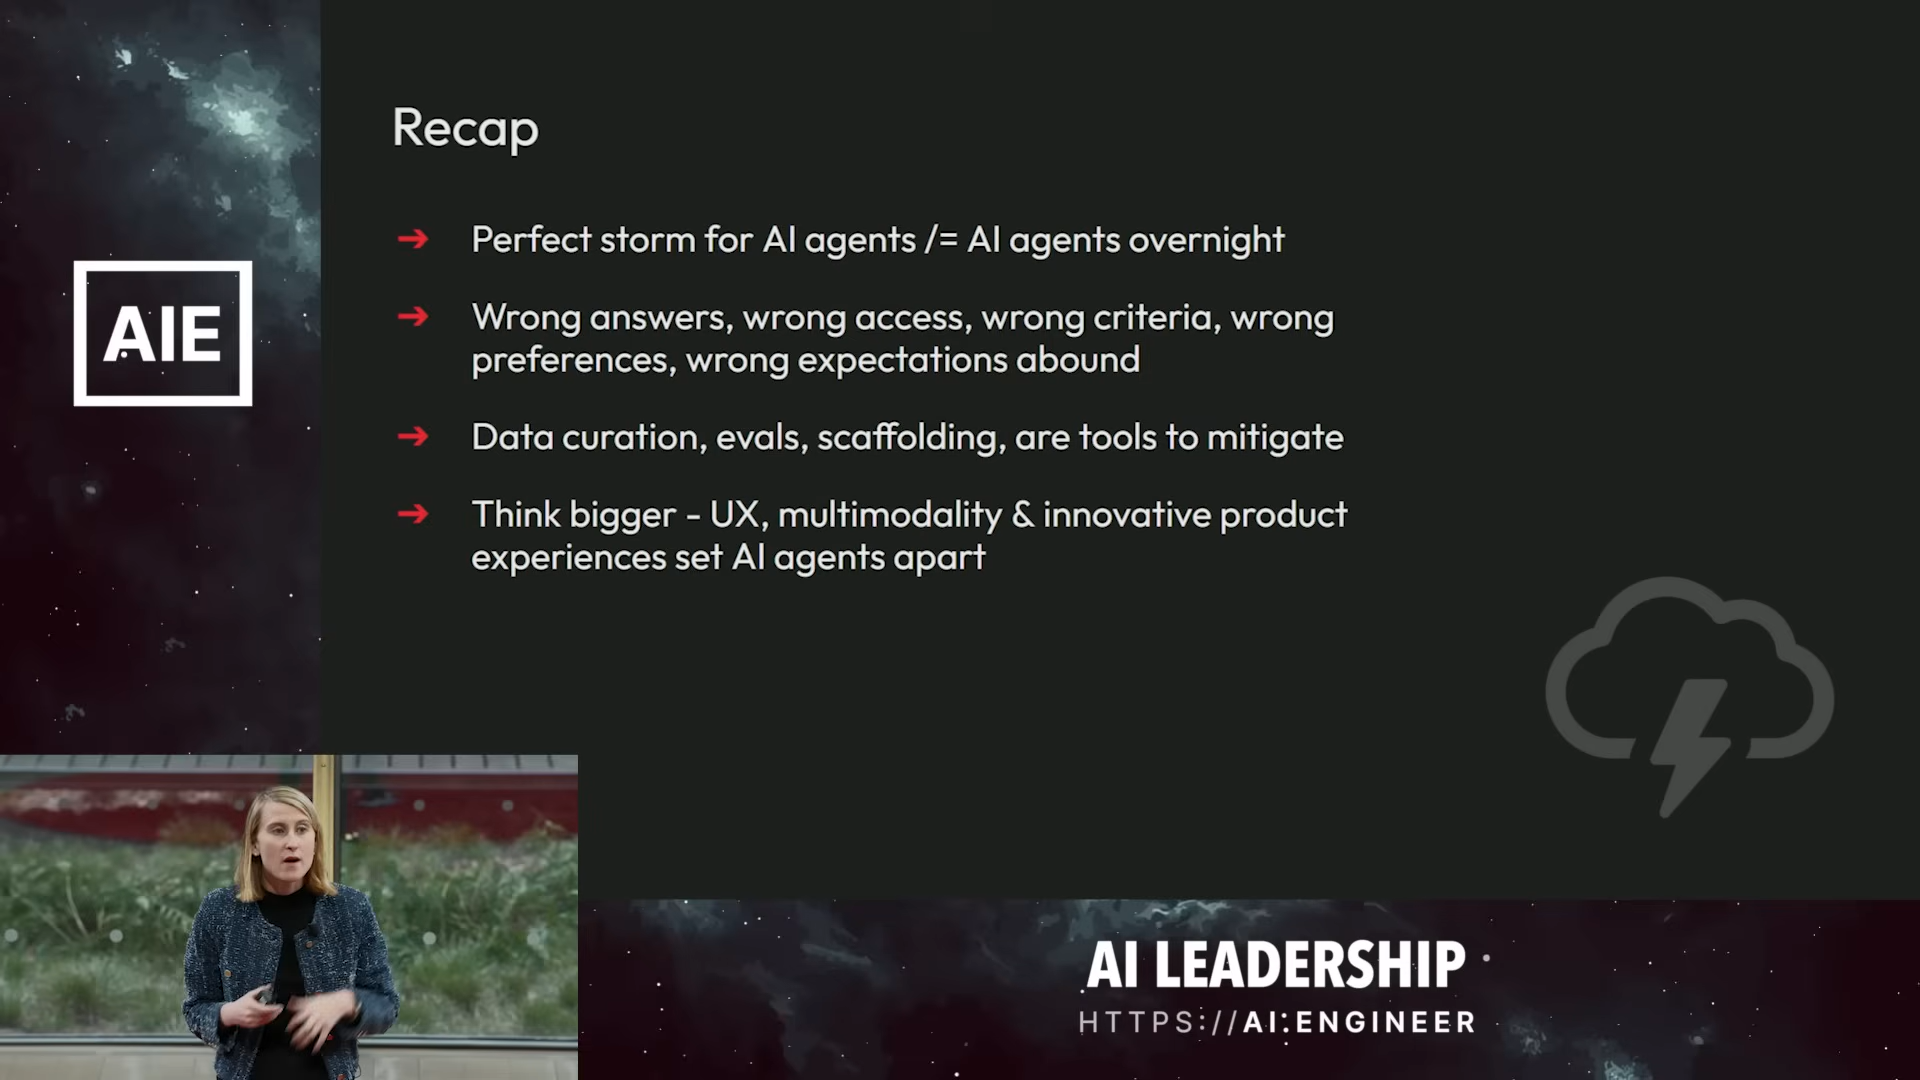 Recap
→ Perfect storm for AI agents /= AI agents overnight
→ Wrong answers, wrong access, wrong criteria, wrong
preferences, wrong expectations abound
→ Data curation, evals, scaffolding, are tools to mitigate
→ Think bigger - UX, multimodality & innovative product
experiences set AI agents apart
AIE
AI LEADERSHIP
HTTPS://AI.ENGINEER